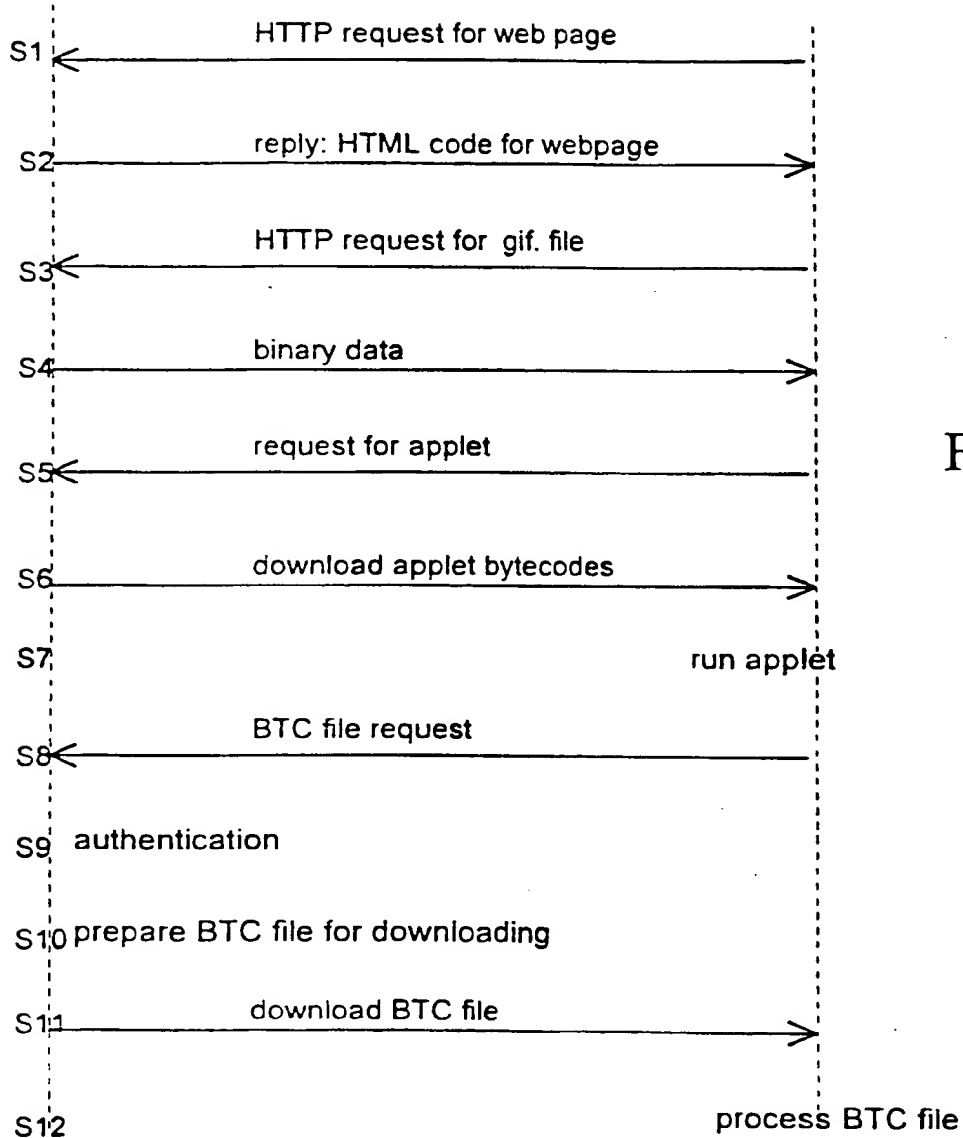 S1 HTTP request for web page
S2 reply: HTML code for webpage
S3 HTTP request for gif. file
S4 binary data
S5 request for applet
S6 download applet bytecodes
S7 run applet
S8 BTC file request
S9 authentication
S10 prepare BTC file for downloading
S11 download BTC file
S12 process BTC file